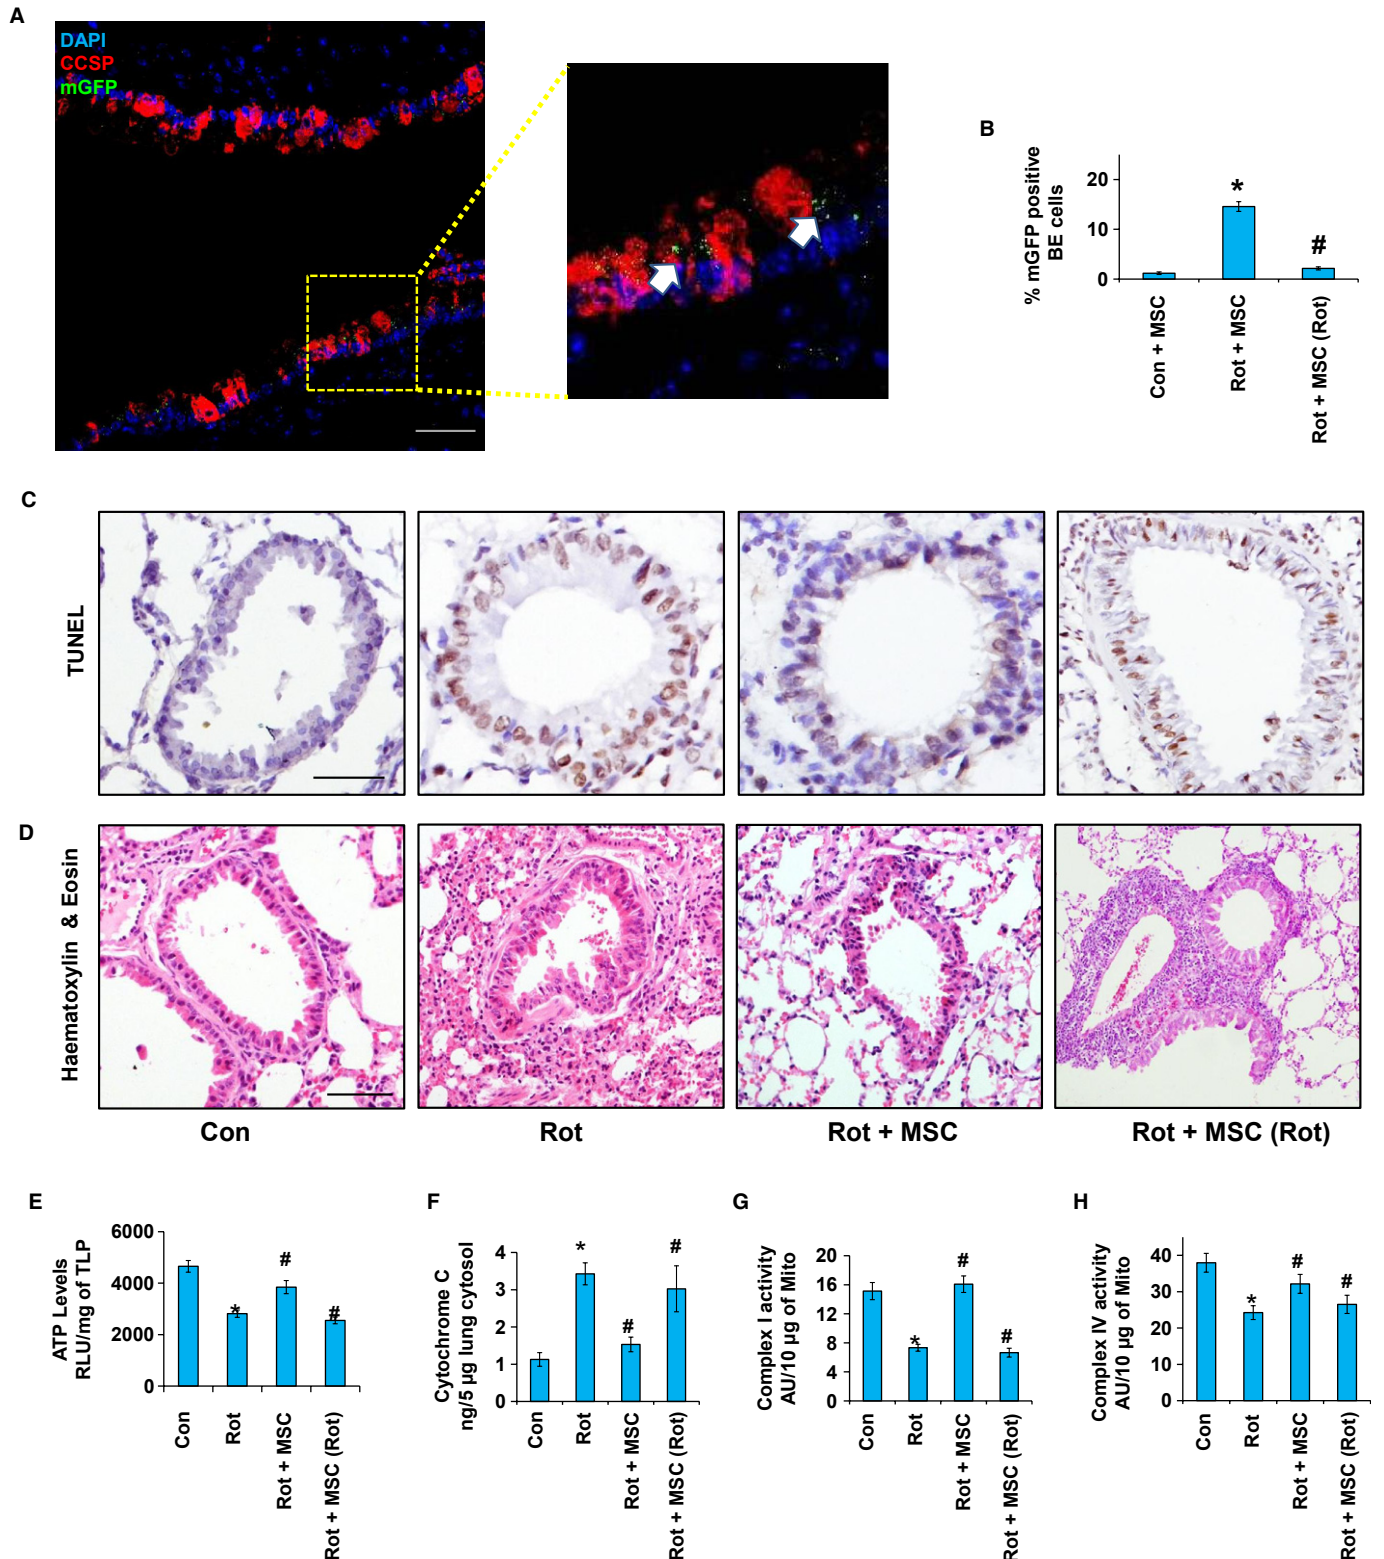 A
DAPI
CCSP
mGFP
B
% mGFP positive
BE cells
20
10
0
*
#
Con + MSC
Rot + MSC
Rot + MSC (Rot)
C
TUNEL
D
Haematoxylin & Eosin
Con
Rot
Rot + MSC
Rot + MSC (Rot)
E
ATP Levels
RLU/mg of TLP
6000
4000
2000
0
*
#
#
Con
Rot
Rot + MSC
Rot + MSC (Rot)
F
Cytochrome C
ng/5 µg lung cytosol
4
3
2
1
0
*
#
#
Con
Rot
Rot + MSC
Rot + MSC (Rot)
G
Complex I activity
AU/10 µg of Mito
20
16
12
8
4
0
*
#
#
Con
Rot
Rot + MSC
Rot + MSC (Rot)
H
Complex IV activity
AU/10 µg of Mito
40
30
20
10
0
*
#
#
Con
Rot
Rot + MSC
Rot + MSC (Rot)